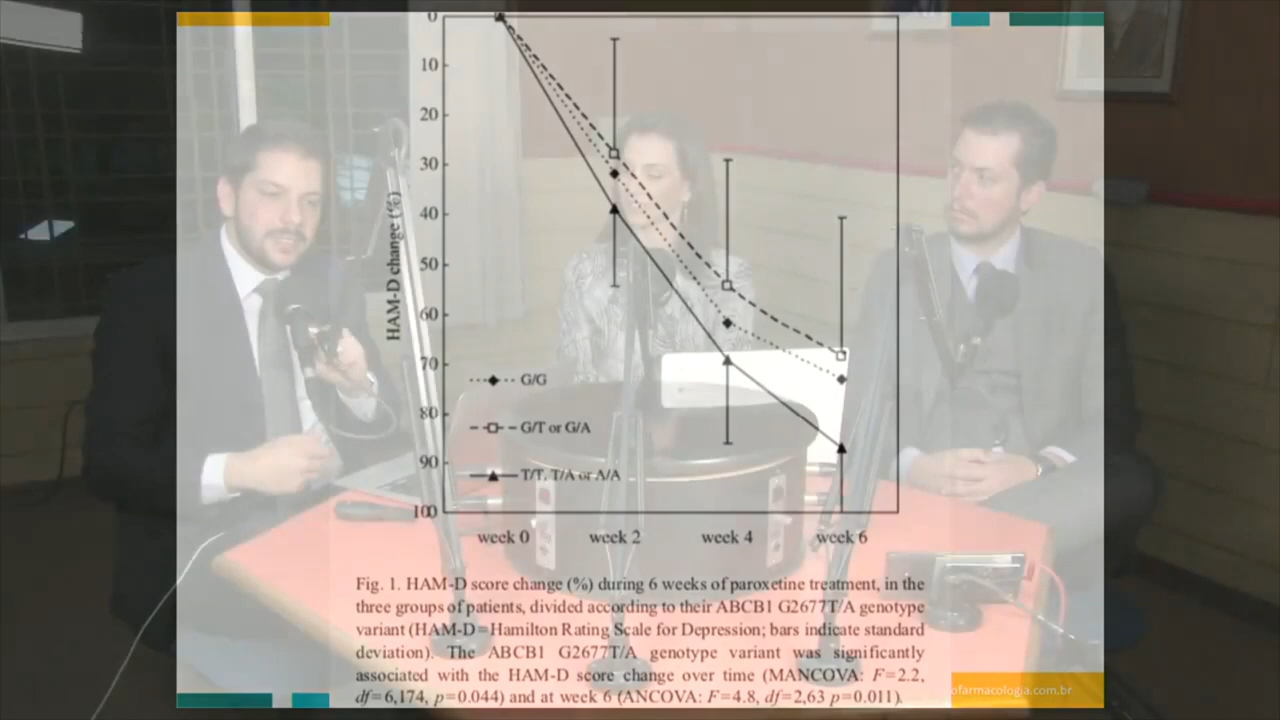 0
10
20
30
40
50
60
70
80
90
100
HAM-D change (%)
G/G
G/T or G/A
T/T, T/A or A/A
week 0 week 2 week 4 week 6
Fig. 1. HAM-D score change (%) during 6 weeks of paroxetine treatment, in the
three groups of patients, divided according to their ABCB1 G2677T/A genotype
variant (HAM-D=Hamilton Rating Scale for Depression; bars indicate standard
deviation). The ABCB1 G2677T/A genotype variant was significantly
associated with the HAM-D score change over time (MANCOVA: F=2.2,
df=6,174, p=0.044) and at week 6 (ANCOVA: F=4.8, df=2,63 p=0.011).
ofarmacologia.com.br